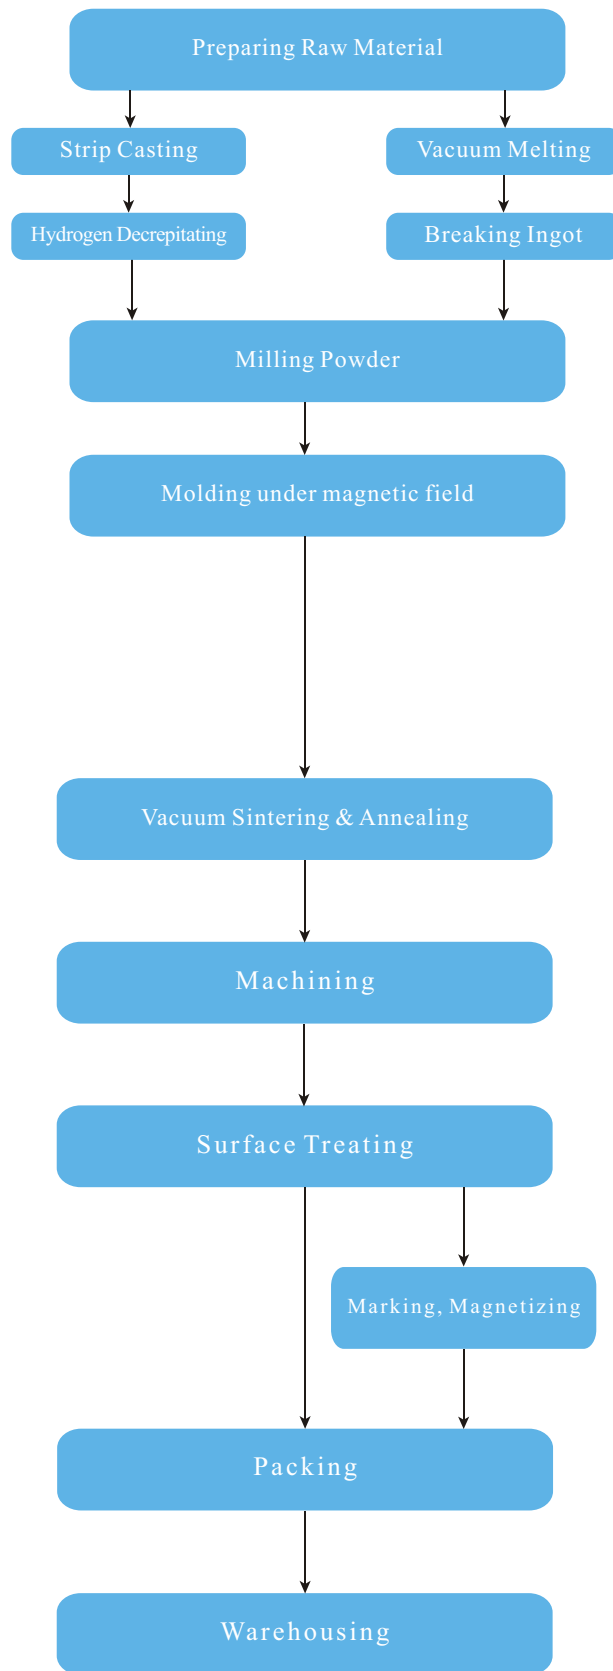 Preparing Raw Material
Strip Casting
Vacuum Melting
Hydrogen Decrepitating
Breaking Ingot
Milling Powder
Molding under magnetic field
Vacuum Sintering & Annealing
Machining
Surface Treating
Marking, Magnetizing
Packing
Warehousing